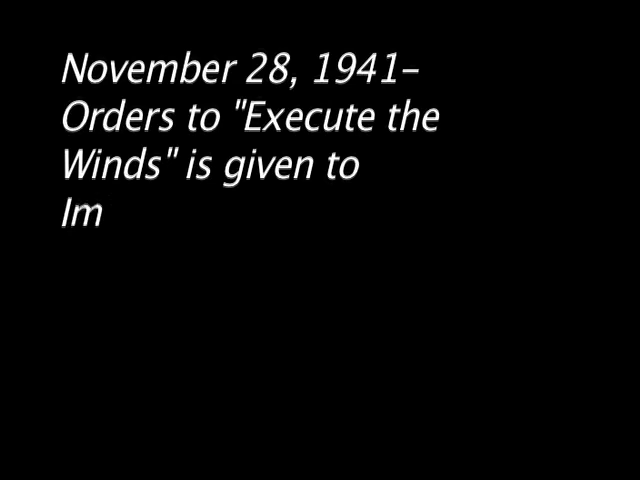 November 28, 1941–
Orders to "Execute the
Winds" is given to
Im